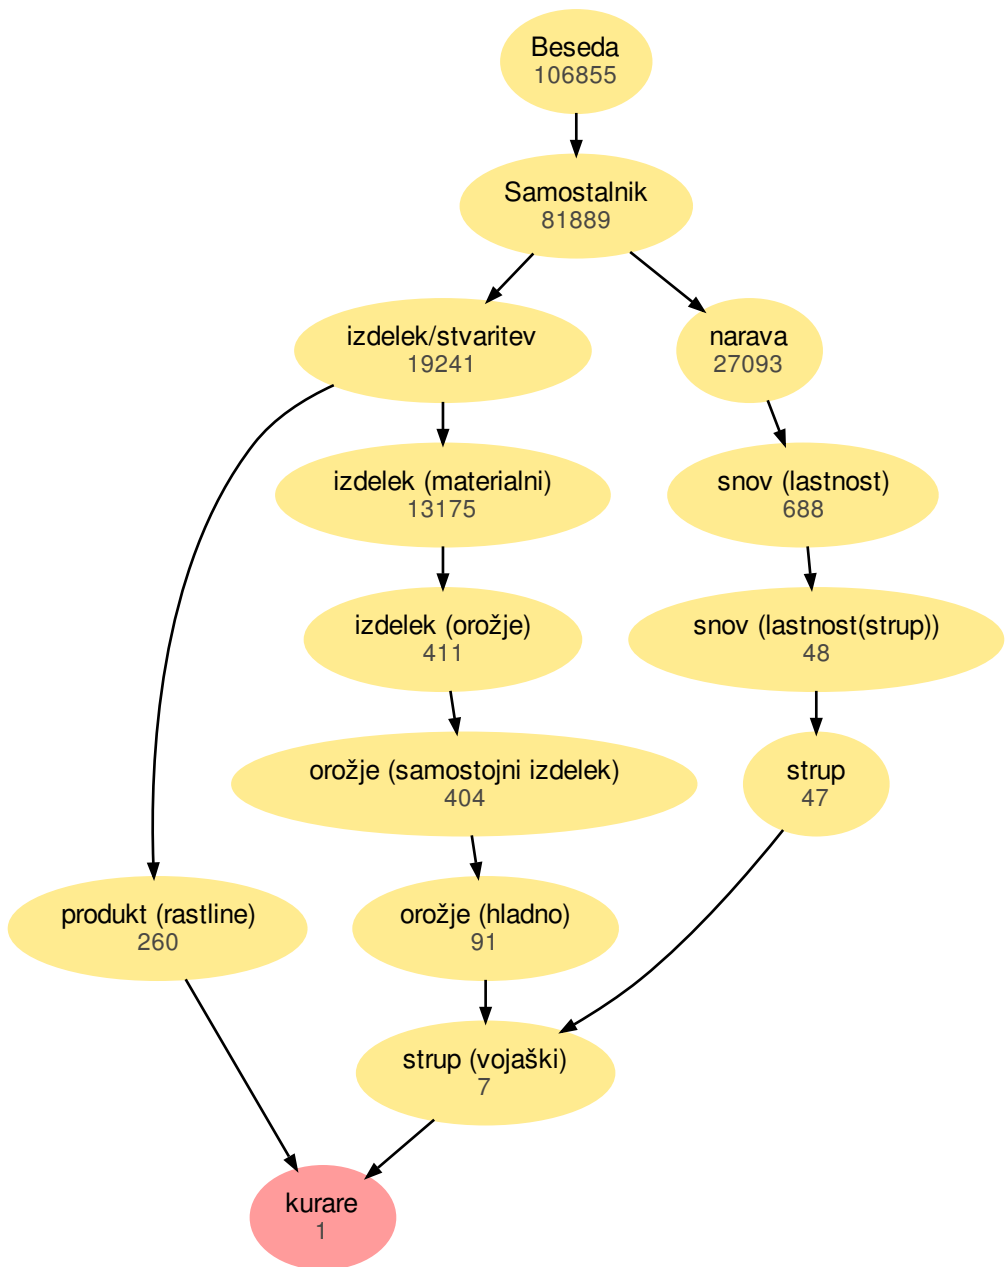 Beseda
106855
Samostalnik
81889
izdelek/stvaritev
19241
narava
27093
izdelek (materialni)
13175
snov (lastnost)
688
izdelek (orožje)
411
snov (lastnost(strup))
48
orožje (samostojni izdelek)
404
strup
47
produkt (rastline)
260
orožje (hladno)
91
strup (vojaški)
7
kurare
1